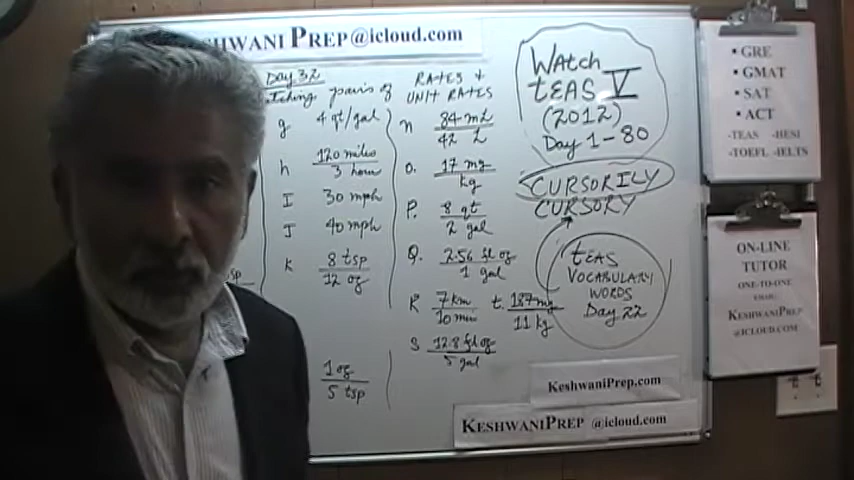 KESHWANI PREP@icloud.com
Day 32
pairs of
RATES &
UNIT RATES
g 4 qt/gal
h 120 miles
3 hour
I 30 mph
J 40 mph
K 8 tsp
12 oz
1 oz
5 tsp
n 84 mL
42 L
O. 17 mg
kg
P. 8 qt
2 gal
Q. 2.56 fl oz
1 gal
R 7 km
10 min
t. 187 mg
11 kg
S 12.8 fl oz
5 gal
WATCH
tEAS V
(2012)
Day 1-80
CURSORILY
CURSORY
tEAS
VOCABULARY
WORDS
Day 22
KeshwaniPrep.com
KESHWANIPREP @icloud.com
• GRE
• GMAT
• SAT
• ACT
-TEAS -HESI
-TOEFL -IELTS
ON-LINE
TUTOR
ONE-TO-ONE
EMAIL:
KESHWANIPREP
@ICLOUD.COM